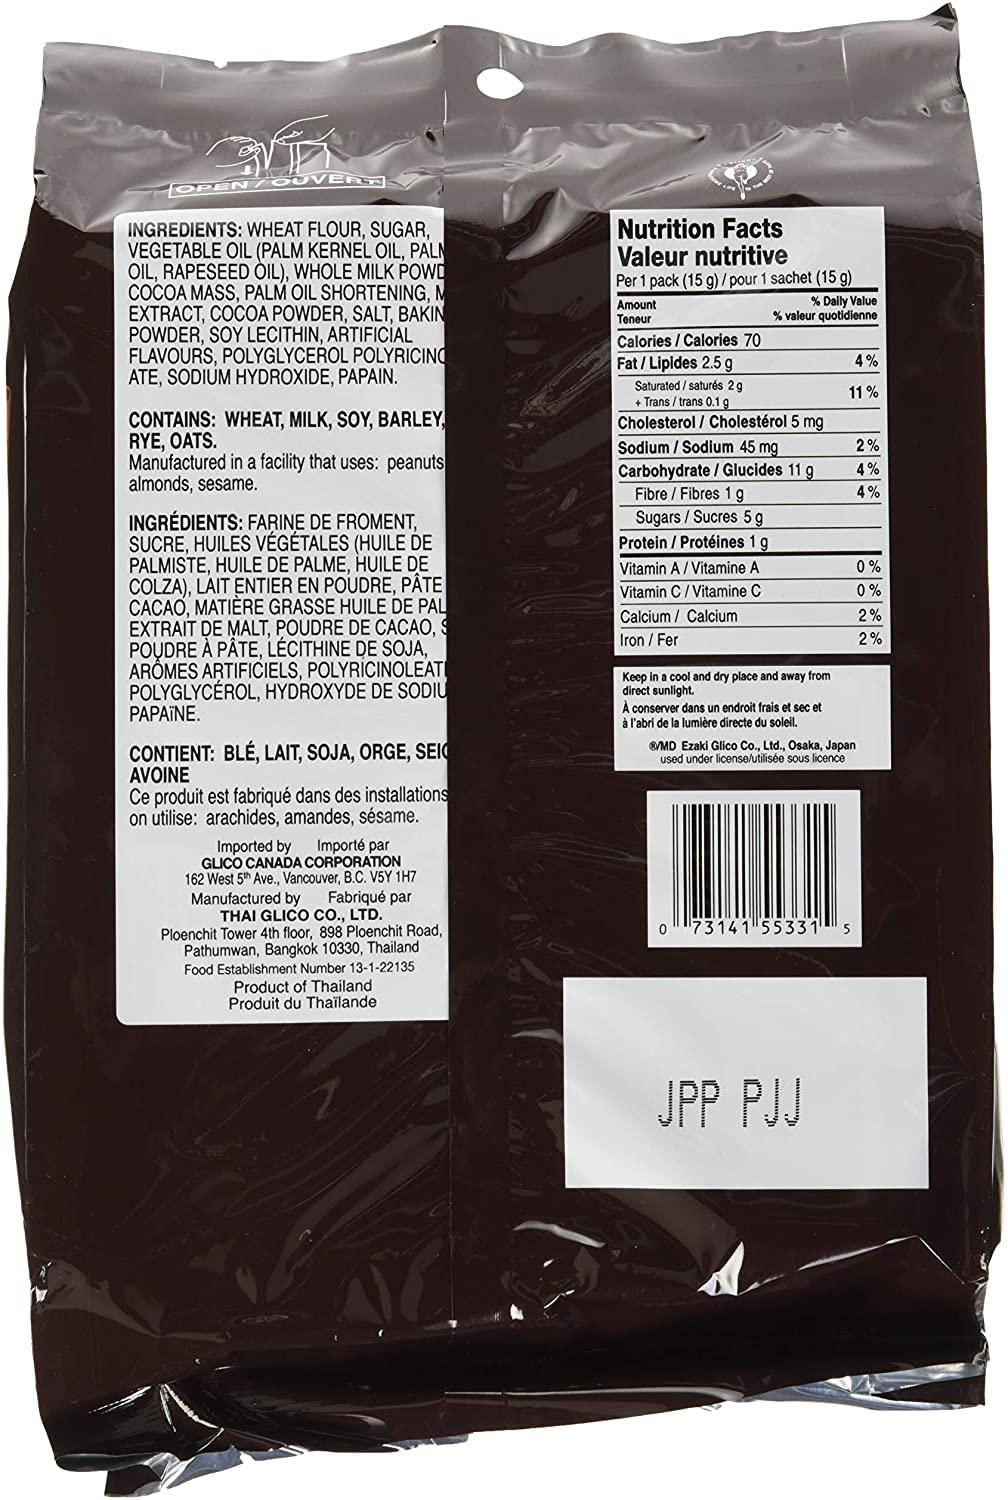 OPEN / OUVERT
INGREDIENTS: WHEAT FLOUR, SUGAR,
VEGETABLE OIL (PALM KERNEL OIL, PALM
OIL, RAPESEED OIL), WHOLE MILK POWD
COCOA MASS, PALM OIL SHORTENING, M
EXTRACT, COCOA POWDER, SALT, BAKIN
POWDER, SOY LECITHIN, ARTIFICIAL
FLAVOURS, POLYGLYCEROL POLYRICINO
ATE, SODIUM HYDROXIDE, PAPAIN.
CONTAINS: WHEAT, MILK, SOY, BARLEY,
RYE, OATS.
Manufactured in a facility that uses: peanuts
almonds, sesame.
INGRÉDIENTS: FARINE DE FROMENT,
SUCRE, HUILES VÉGÉTALES (HUILE DE
PALMISTE, HUILE DE PALME, HUILE DE
COLZA), LAIT ENTIER EN POUDRE, PÂTE
CACAO, MATIÈRE GRASSE HUILE DE PAL
EXTRAIT DE MALT, POUDRE DE CACAO, S
POUDRE À PÂTE, LÉCITHINE DE SOJA,
ARÔMES ARTIFICIELS, POLYRICINOLEAT
POLYGLYCÉROL, HYDROXYDE DE SODIU
PAPAïNE.
CONTIENT: BLÉ, LAIT, SOJA, ORGE, SEIG
AVOINE
Ce produit est fabriqué dans des installations
on utilise: arachides, amandes, sésame.
Imported by Importé par
GLICO CANADA CORPORATION
162 West 5th Ave., Vancouver, B.C. V5Y 1H7
Manufactured by Fabriqué par
THAI GLICO CO., LTD.
Ploenchit Tower 4th floor, 898 Ploenchit Road,
Pathumwan, Bangkok 10330, Thailand
Food Establishment Number 13-1-22135
Product of Thailand
Produit du Thaïlande
Nutrition Facts
Valeur nutritive
Per 1 pack (15 g) / pour 1 sachet (15 g)
Amount % Daily Value
Teneur % valeur quotidienne
Calories / Calories 70
Fat / Lipides 2.5 g 4 %
Saturated / saturés 2 g
+ Trans / trans 0.1 g 11 %
Cholesterol / Cholestérol 5 mg
Sodium / Sodium 45 mg 2 %
Carbohydrate / Glucides 11 g 4 %
Fibre / Fibres 1 g 4 %
Sugars / Sucres 5 g
Protein / Protéines 1 g
Vitamin A / Vitamine A 0 %
Vitamin C / Vitamine C 0 %
Calcium / Calcium 2 %
Iron / Fer 2 %
Keep in a cool and dry place and away from
direct sunlight.
À conserver dans un endroit frais et sec et
à l'abri de la lumière directe du soleil.
®/MD Ezaki Glico Co., Ltd., Osaka, Japan
used under license/utilisée sous licence
0 73141 55331 5
JPP PJJ